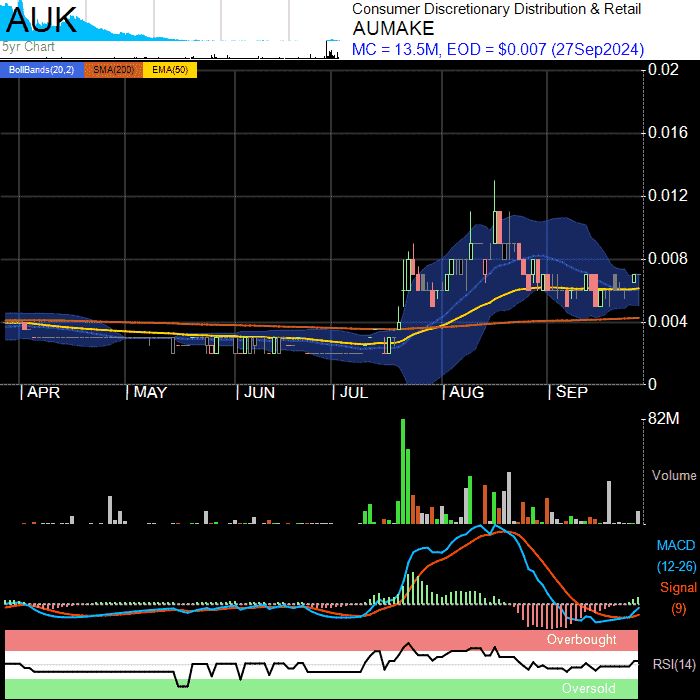 AUK
5yr Chart
Consumer Discretionary Distribution & Retail
AUMAKE
MC = 13.5M, EOD = $0.007 (27Sep2024)
BollBands(20,2) SMA(200) EMA(50)
0.02
0.016
0.012
0.008
0.004
0
APR MAY JUN JUL AUG SEP
82M
Volume
MACD
(12-26)
Signal
(9)
Overbought
RSI(14)
Oversold